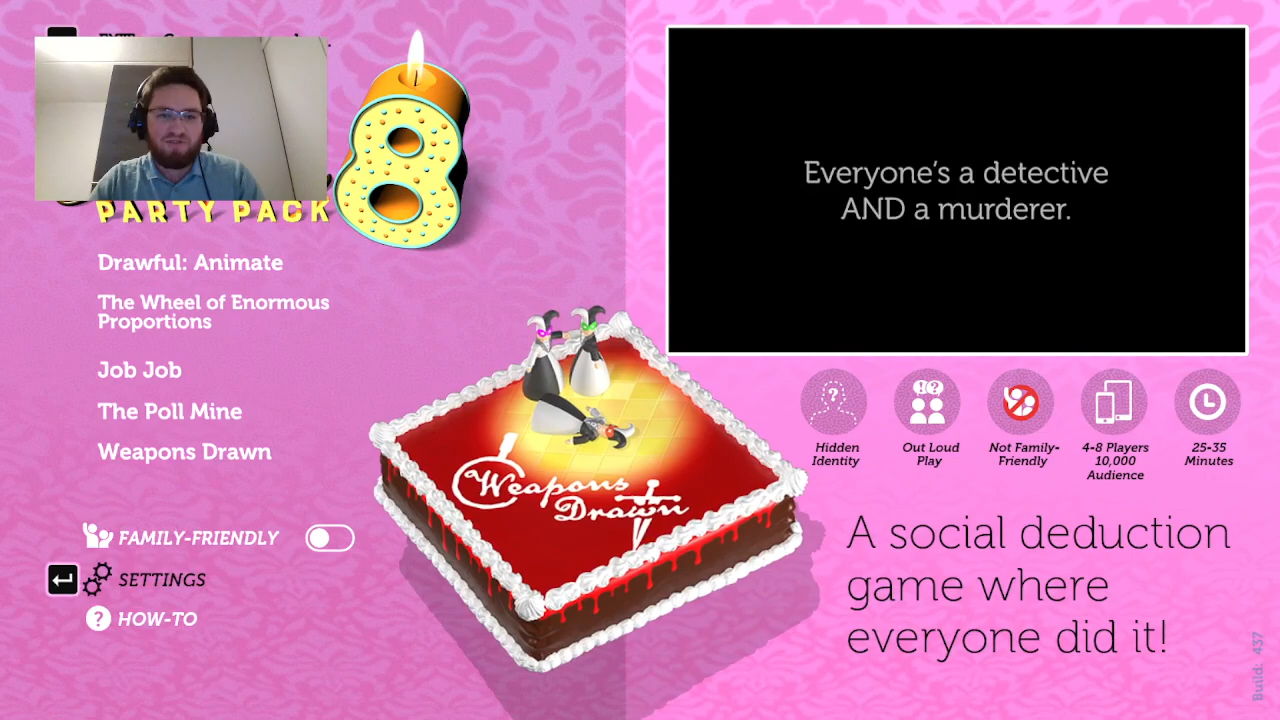 PARTY PACK
8
Drawful: Animate
The Wheel of Enormous
Proportions
Job Job
The Poll Mine
Weapons Drawn
FAMILY-FRIENDLY
SETTINGS
? HOW-TO
Weapons
Drawn
Everyone's a detective
AND a murderer.
Hidden
Identity
Out Loud
Play
Not Family-
Friendly
4-8 Players
10,000
Audience
25-35
Minutes
A social deduction
game where
everyone did it!
Build: 437